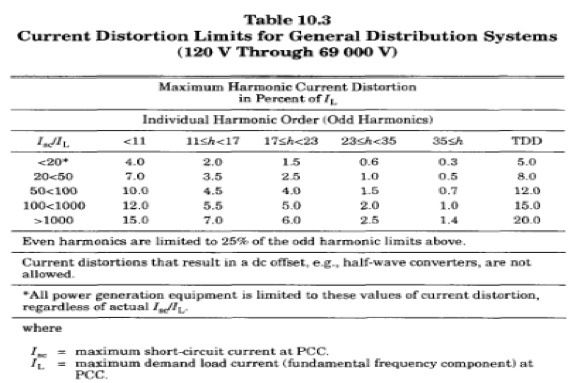 Table 10.3
Current Distortion Limits for General Distribution Systems
(120 V Through 69 000 V)
Maximum Harmonic Current Distortion
in Percent of I_L
Individual Harmonic Order (Odd Harmonics)
I_sc/I_L <11 11≤h<17 17≤h<23 23≤h<35 35≤h TDD
<20* 4.0 2.0 1.5 0.6 0.3 5.0
20<50 7.0 3.5 2.5 1.0 0.5 8.0
50<100 10.0 4.5 4.0 1.5 0.7 12.0
100<1000 12.0 5.5 5.0 2.0 1.0 15.0
>1000 15.0 7.0 6.0 2.5 1.4 20.0
Even harmonics are limited to 25% of the odd harmonic limits above.
Current distortions that result in a dc offset, e.g., half-wave converters, are not
allowed.
*All power generation equipment is limited to these values of current distortion,
regardless of actual I_sc/I_L.
where
I_sc = maximum short-circuit current at PCC.
I_L = maximum demand load current (fundamental frequency component) at
PCC.